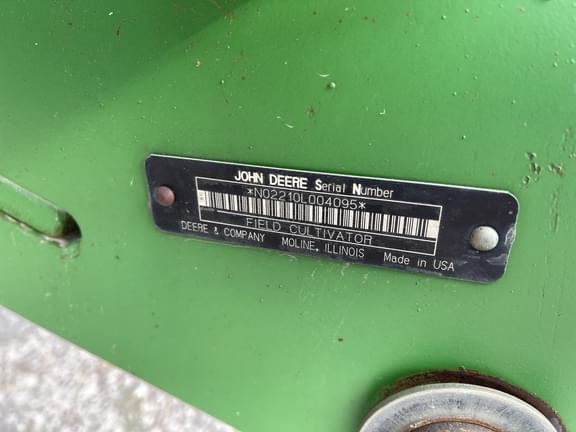 JOHN DEERE Serial Number
*N02210L004095*
FIELD CULTIVATOR
DEERE & COMPANY MOLINE, ILLINOIS Made in USA